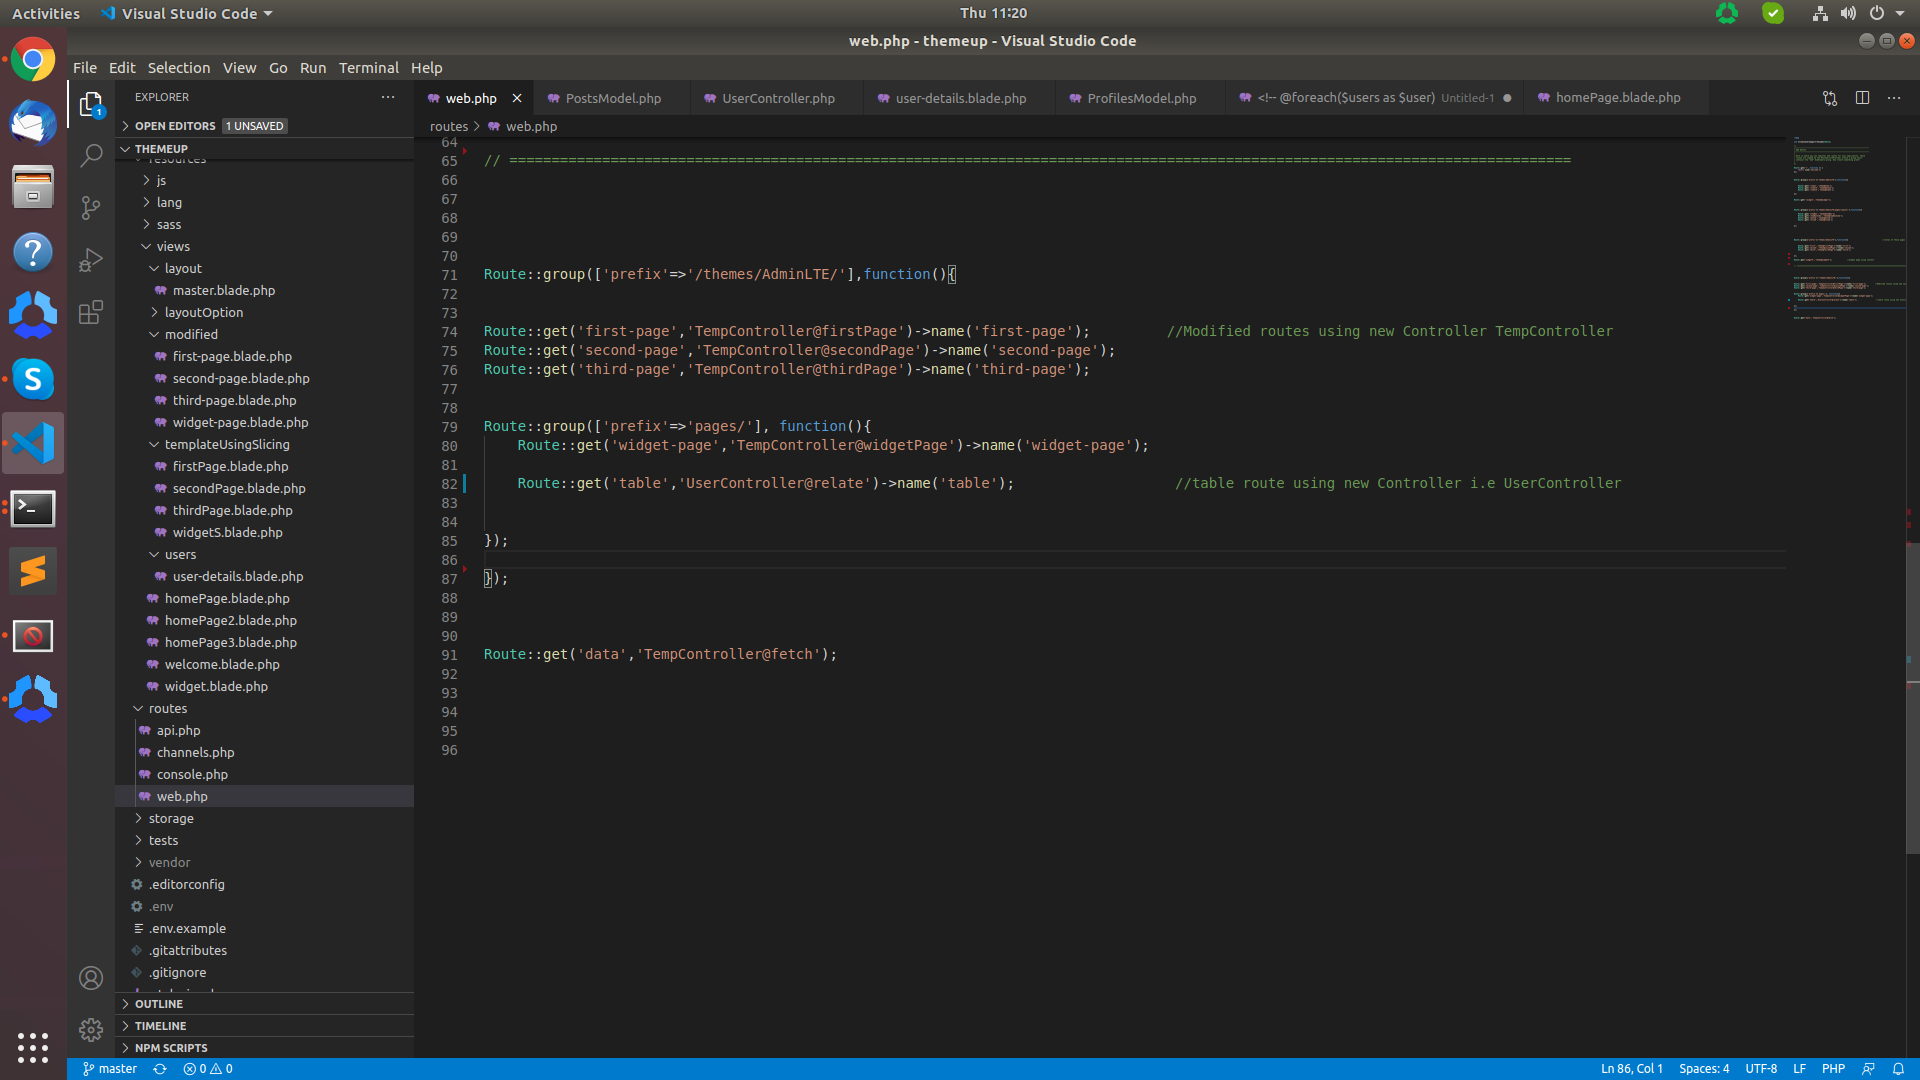 Activities Visual Studio Code Thu 11:20
web.php - themeup - Visual Studio Code
File Edit Selection View Go Run Terminal Help
EXPLORER
1
OPEN EDITORS 1 UNSAVED
THEMEUP
resources
js
lang
sass
views
layout
master.blade.php
layoutOption
modified
first-page.blade.php
second-page.blade.php
third-page.blade.php
widget-page.blade.php
templateUsingSlicing
firstPage.blade.php
secondPage.blade.php
thirdPage.blade.php
widgetS.blade.php
users
user-details.blade.php
homePage.blade.php
homePage2.blade.php
homePage3.blade.php
welcome.blade.php
widget.blade.php
routes
api.php
channels.php
console.php
web.php
storage
tests
vendor
.editorconfig
.env
.env.example
.gitattributes
.gitignore
OUTLINE
TIMELINE
NPM SCRIPTS
web.php PostsModel.php UserController.php user-details.blade.php ProfilesModel.php <!-- @foreach($users as $user) Untitled-1 homePage.blade.php
routes > web.php
64
65 // ==============================================================================================================================
66
67
68
69
70
71 Route::group(['prefix'=>'/themes/AdminLTE/'],function(){
72
73
74 Route::get('first-page','TempController@firstPage')->name('first-page'); //Modified routes using new Controller TempController
75 Route::get('second-page','TempController@secondPage')->name('second-page');
76 Route::get('third-page','TempController@thirdPage')->name('third-page');
77
78
79 Route::group(['prefix'=>'pages/'], function(){
80 Route::get('widget-page','TempController@widgetPage')->name('widget-page');
81
82 Route::get('table','UserController@relate')->name('table'); //table route using new Controller i.e UserController
83
84
85 });
86
87 });
88
89
90
91 Route::get('data','TempController@fetch');
92
93
94
95
96
master 0 0 Ln 86, Col 1 Spaces: 4 UTF-8 LF PHP